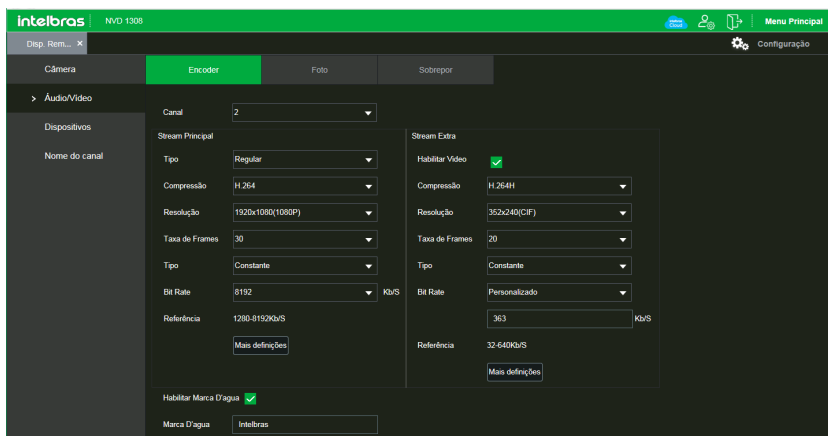 intelbras NVD 1308 Intelbras Cloud Menu Principal
Disp. Rem... X Configuração
Câmera
> Áudio/Vídeo
Dispositivos
Nome do canal
Encoder Foto Sobrepor
Canal 2
Stream Principal
Tipo Regular
Compressão H.264
Resolução 1920x1080(1080P)
Taxa de Frames 30
Tipo Constante
Bit Rate 8192 Kb/S
Referência 1280-8192Kb/S
Mais definições
Stream Extra
Habilitar Video
Compressão H.264H
Resolução 352x240(CIF)
Taxa de Frames 20
Tipo Constante
Bit Rate Personalizado
363 Kb/S
Referência 32-640Kb/S
Mais definições
Habilitar Marca D'agua
Marca D'agua Intelbras